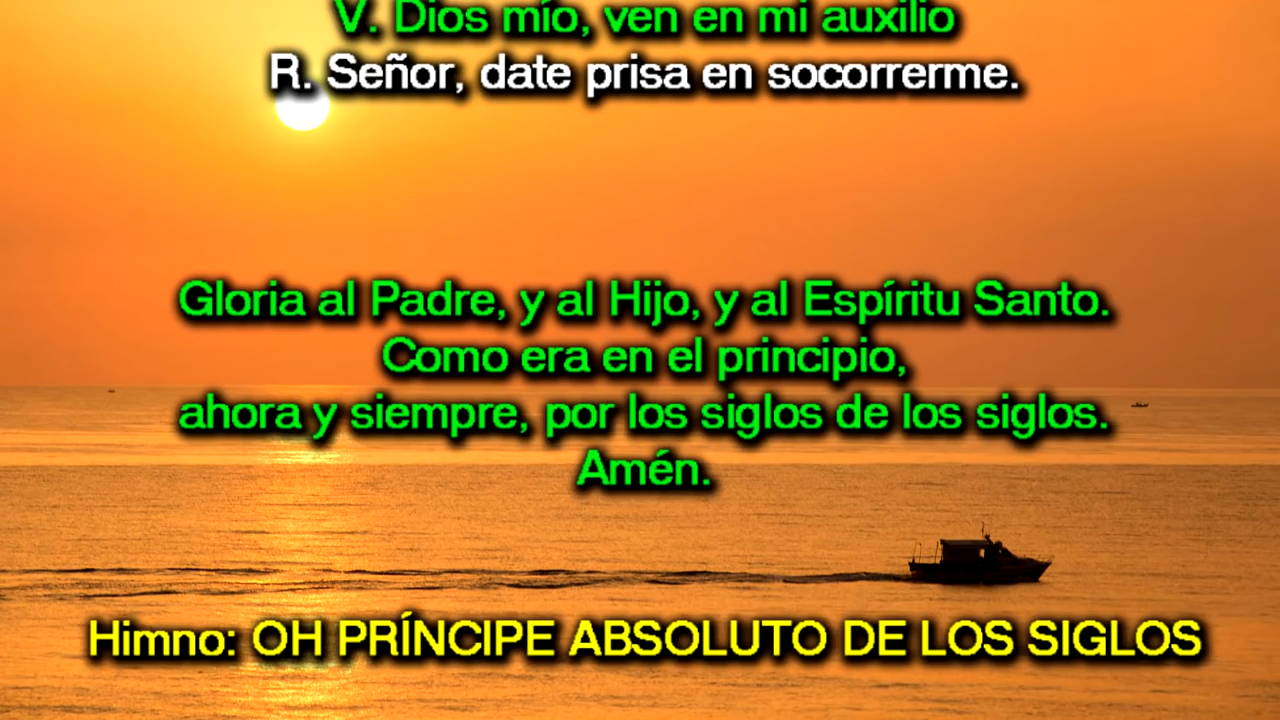 V. Dios mío, ven en mi auxilio
R. Señor, date prisa en socorrerme.
Gloria al Padre, y al Hijo, y al Espíritu Santo.
Como era en el principio,
ahora y siempre, por los siglos de los siglos.
Amén.
Himno: OH PRÍNCIPE ABSOLUTO DE LOS SIGLOS